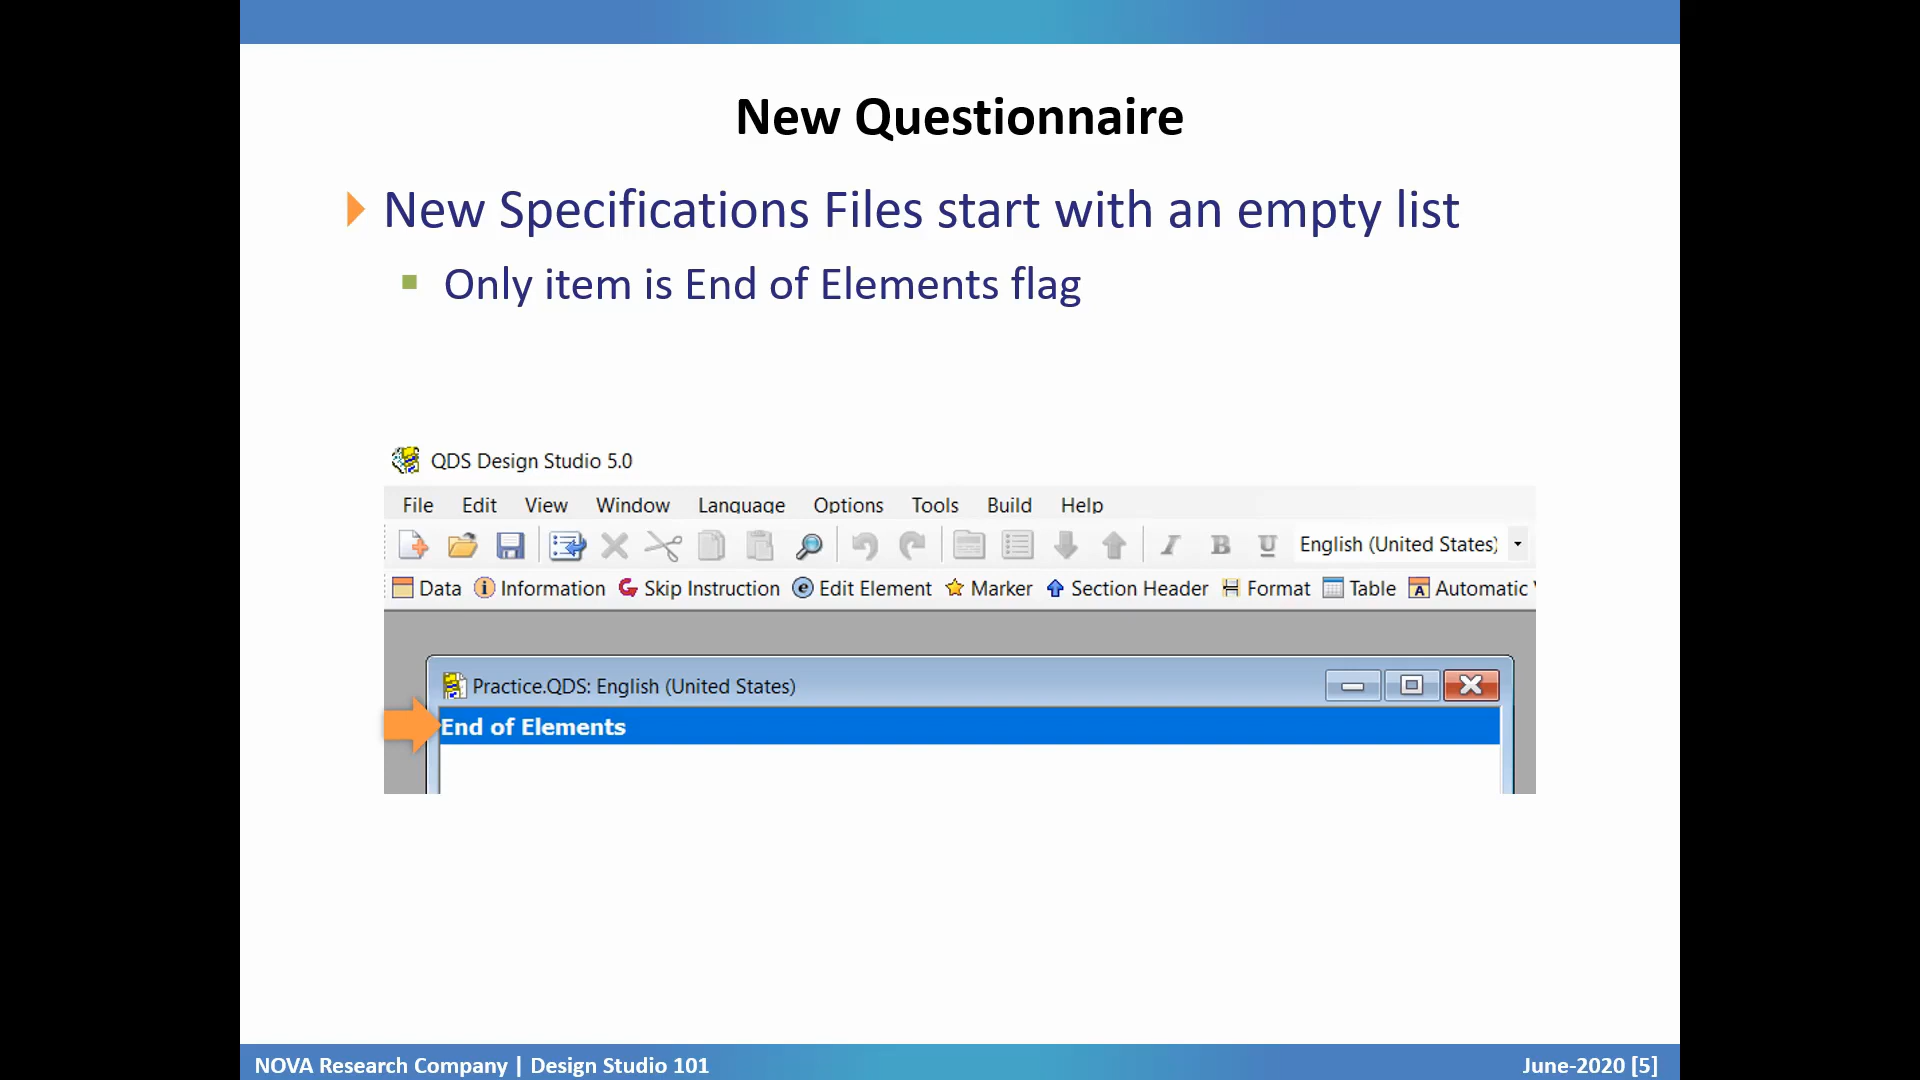 New Questionnaire
New Specifications Files start with an empty list
Only item is End of Elements flag
QDS Design Studio 5.0
File Edit View Window Language Options Tools Build Help
I B U English (United States)
Data Information Skip Instruction Edit Element Marker Section Header Format Table Automatic
Practice.QDS: English (United States)
End of Elements
NOVA Research Company | Design Studio 101
June-2020 [5]